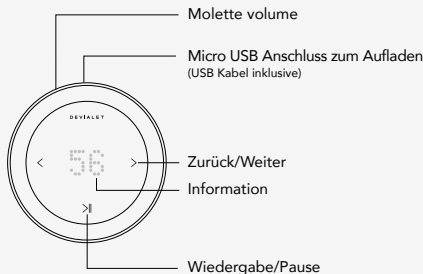 Molette volume
Micro USB Anschluss zum Aufladen
(USB Kabel inklusive)
DEVIALET
56
Zurück/Weiter
Information
Wiedergabe/Pause